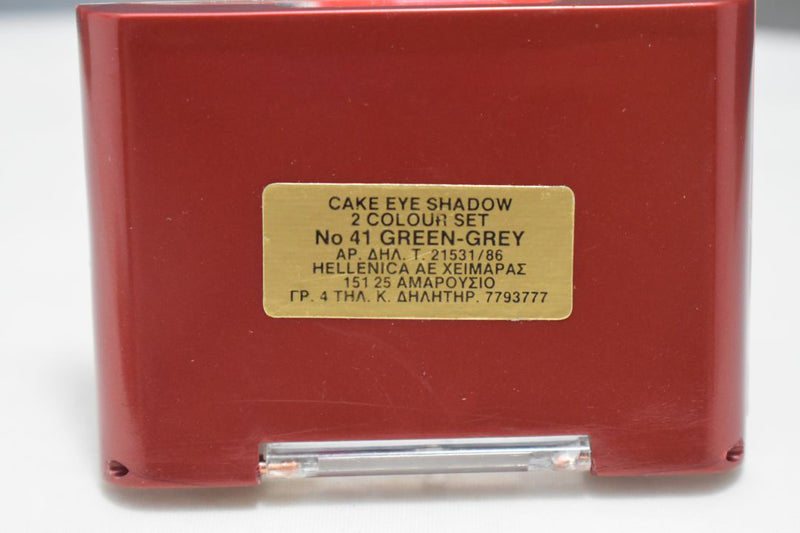 CAKE EYE SHADOW
2 COLOUR SET
No 41 GREEN-GREY
ΑΡ. ΔΗΛ. Τ. 21531/86
HELLENICA AE ΧΕΙΜΑΡΑΣ
151 25 ΑΜΑΡΟΥΣΙΟ
ΓΡ. 4 ΤΗΛ. Κ. ΔΗΛΗΤΗΡ. 7793777